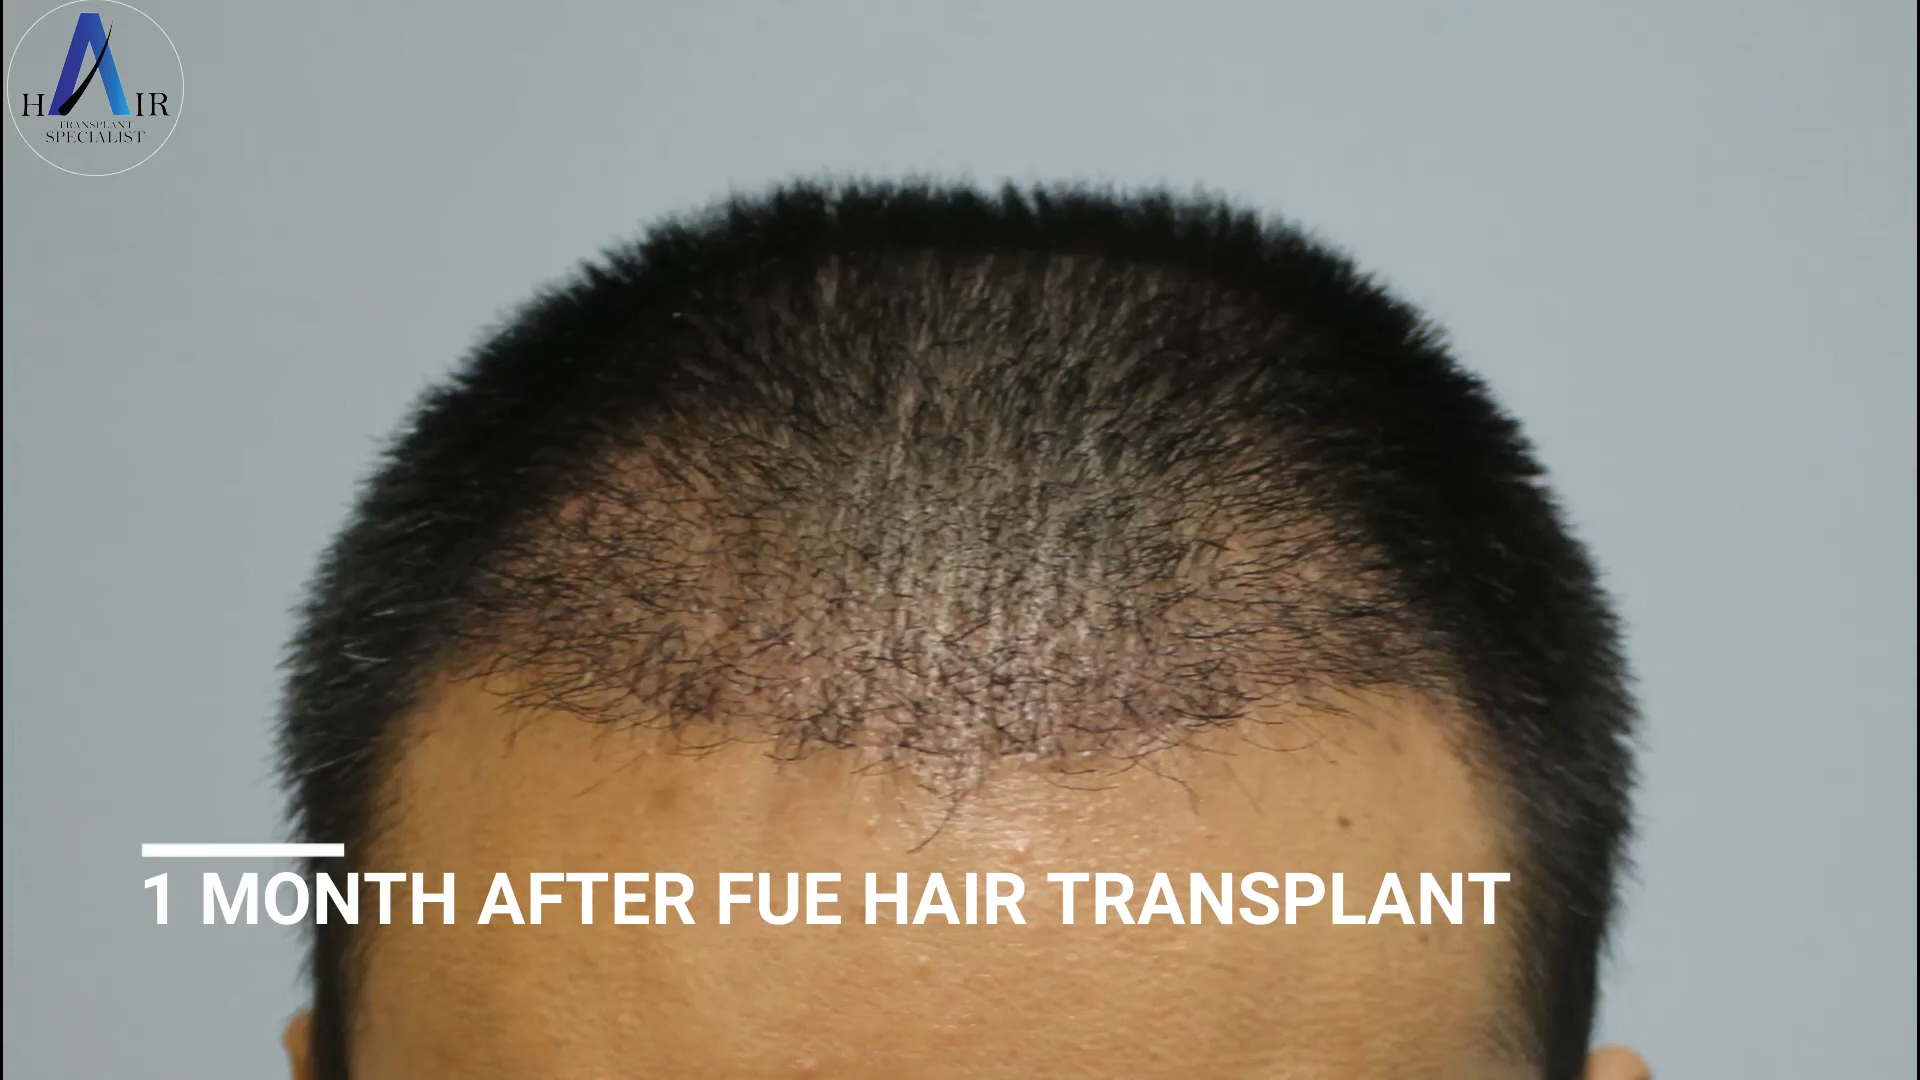 HAIR
TRANSPLANT
SPECIALIST
1 MONTH AFTER FUE HAIR TRANSPLANT